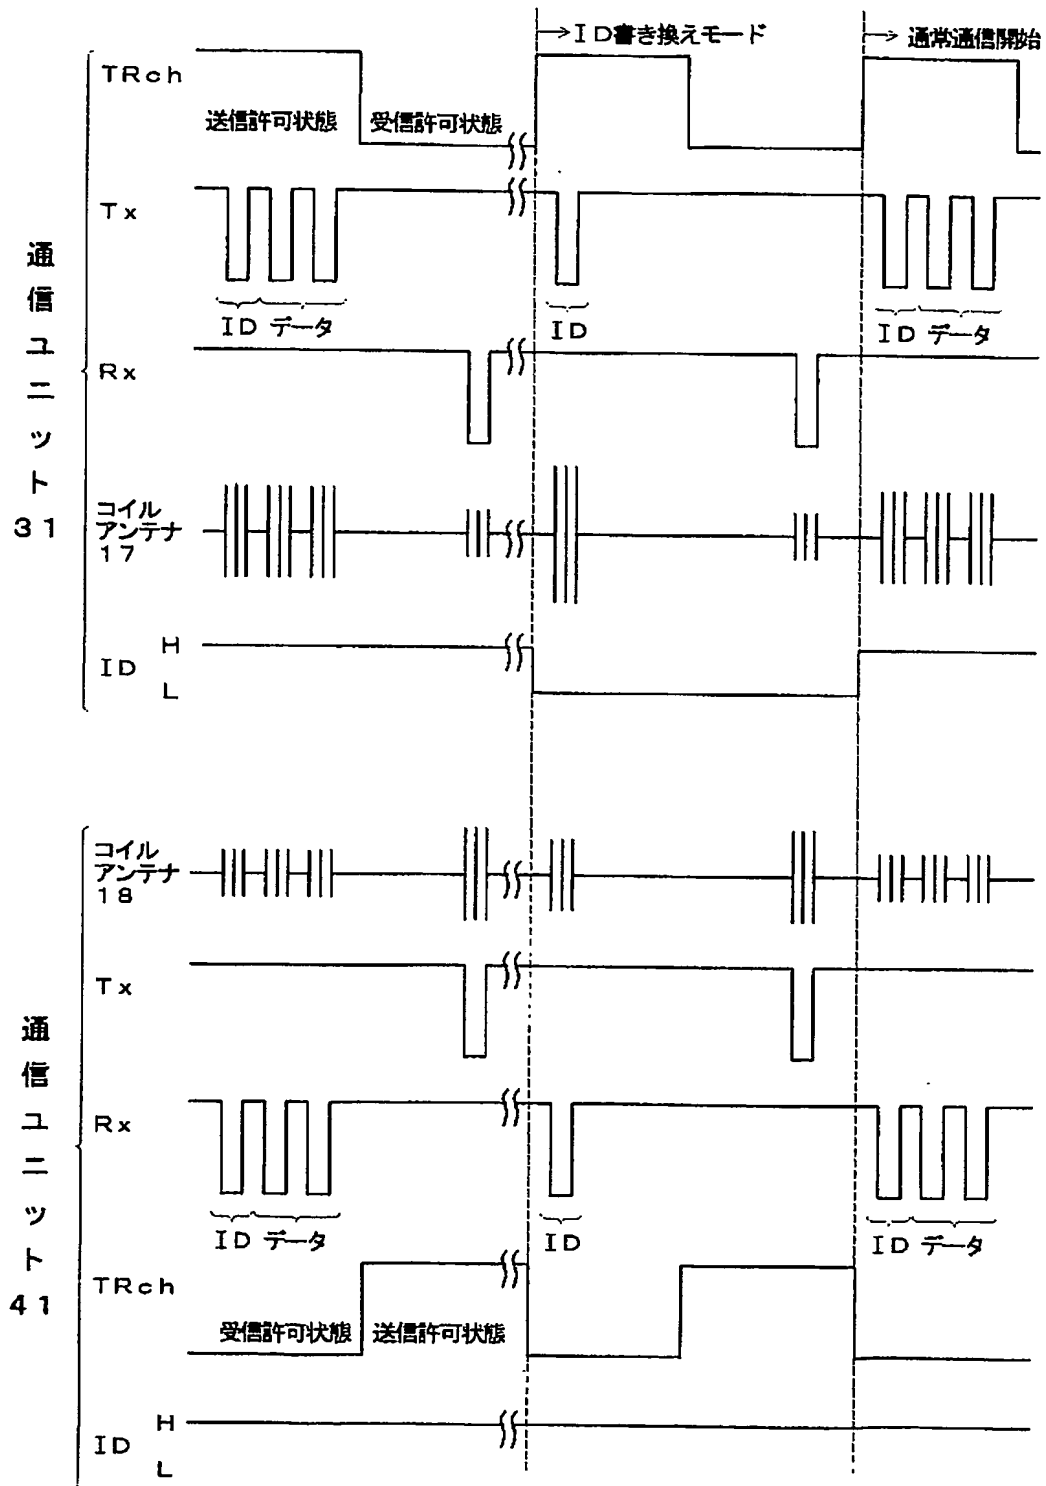 →ID書き換えモード
→通常通信開始
通信ユニット31
TRch
送信許可状態
受信許可状態
Tx
ID データ
ID
ID データ
Rx
コイル
アンテナ
17
ID
H
L
通信ユニット41
コイル
アンテナ
18
Tx
Rx
ID データ
ID
ID データ
TRch
受信許可状態
送信許可状態
ID
H
L